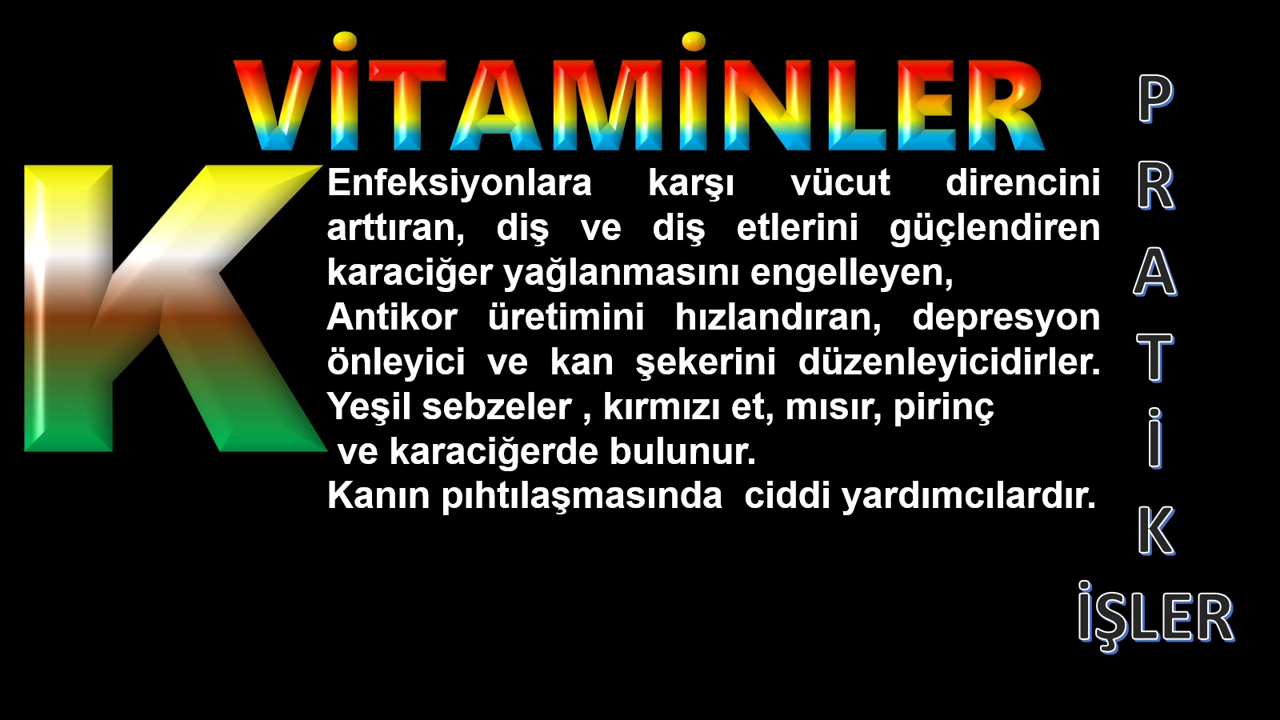 VİTAMİNLER
K
Enfeksiyonlara karşı vücut direncini
arttıran, diş ve diş etlerini güçlendiren
karaciğer yağlanmasını engelleyen,
Antikor üretimini hızlandıran, depresyon
önleyici ve kan şekerini düzenleyicidirler.
Yeşil sebzeler , kırmızı et, mısır, pirinç
ve karaciğerde bulunur.
Kanın pıhtılaşmasında  ciddi yardımcılardır.
P
R
A
T
İ
K
İŞLER